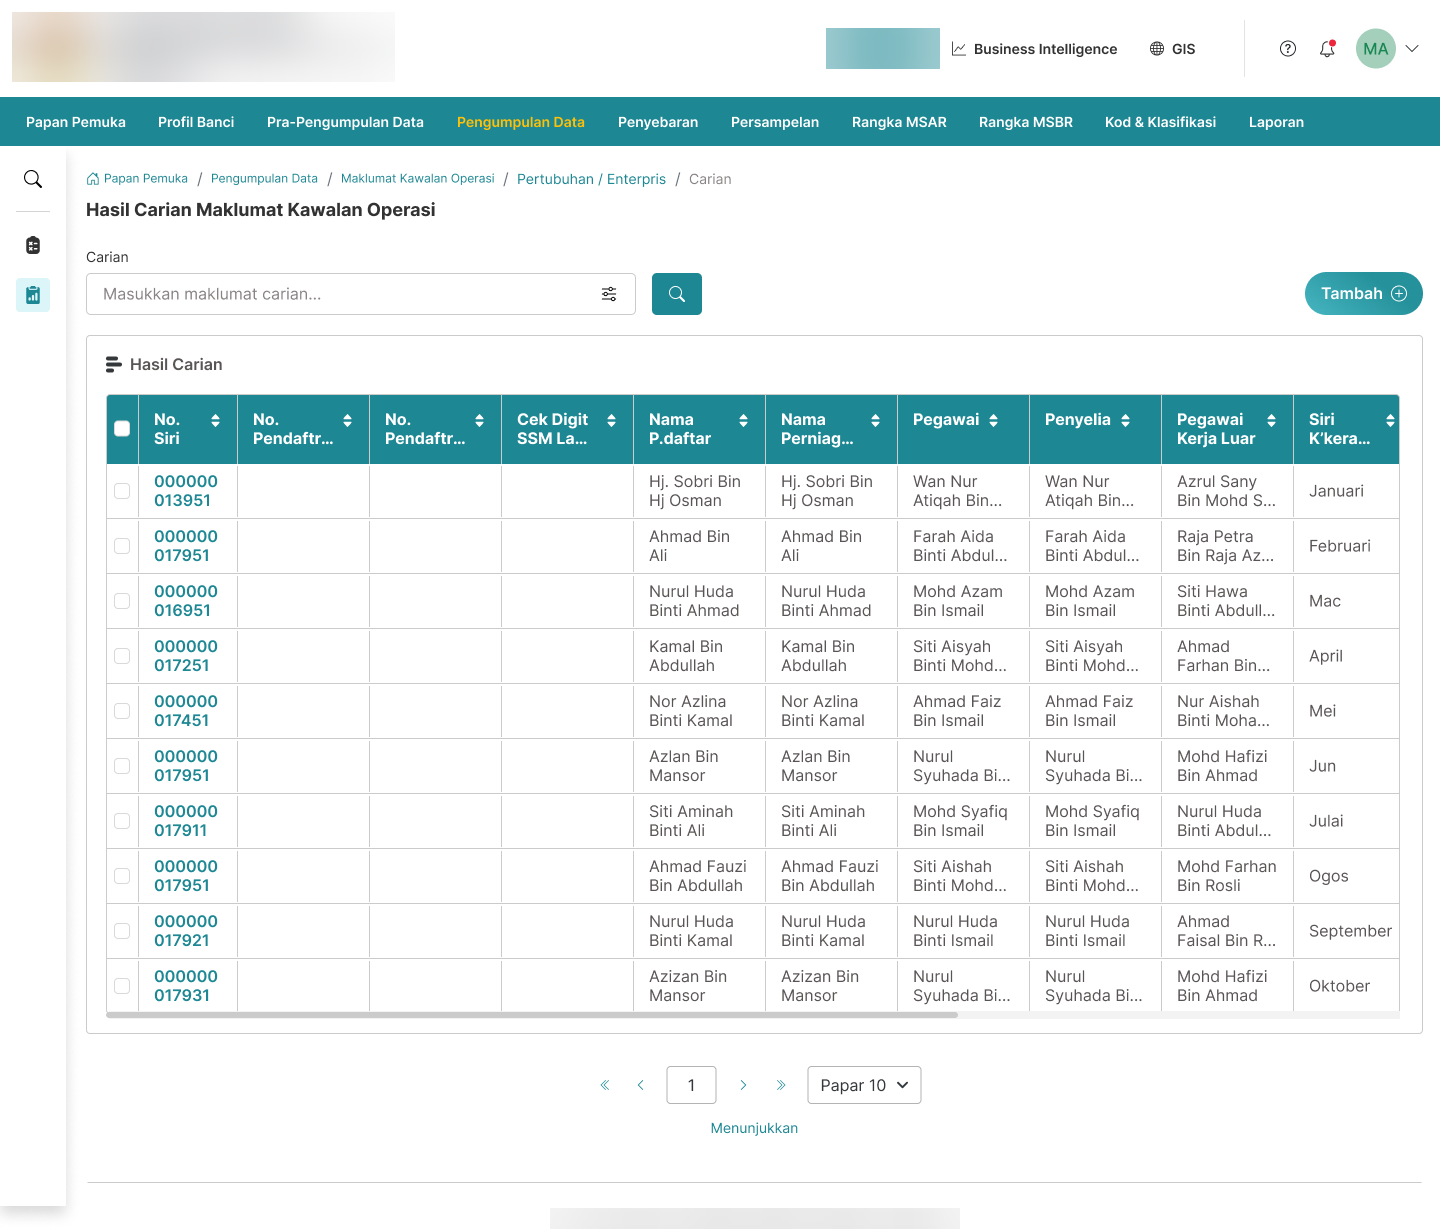 Business Intelligence
GIS
MA
Papan Pemuka
Profil Banci
Pra-Pengumpulan Data
Pengumpulan Data
Penyebaran
Persampelan
Rangka MSAR
Rangka MSBR
Kod & Klasifikasi
Laporan
Papan Pemuka / Pengumpulan Data / Maklumat Kawalan Operasi / Pertubuhan / Enterpris / Carian
Hasil Carian Maklumat Kawalan Operasi
Carian
Masukkan maklumat carian...
Tambah
Hasil Carian
No.
Siri
No.
Pendaftr...
No.
Pendaftr...
Cek Digit
SSM La...
Nama
P.daftar
Nama
Perniag...
Pegawai
Penyelia
Pegawai
Kerja Luar
Siri
K'kera...
000000
013951
Hj. Sobri Bin
Hj Osman
Hj. Sobri Bin
Hj Osman
Wan Nur
Atiqah Bin...
Wan Nur
Atiqah Bin...
Azrul Sany
Bin Mohd S...
Januari
000000
017951
Ahmad Bin
Ali
Ahmad Bin
Ali
Farah Aida
Binti Abdul...
Farah Aida
Binti Abdul...
Raja Petra
Bin Raja Az...
Februari
000000
016951
Nurul Huda
Binti Ahmad
Nurul Huda
Binti Ahmad
Mohd Azam
Bin Ismail
Mohd Azam
Bin Ismail
Siti Hawa
Binti Abdull...
Mac
000000
017251
Kamal Bin
Abdullah
Kamal Bin
Abdullah
Siti Aisyah
Binti Mohd...
Siti Aisyah
Binti Mohd...
Ahmad
Farhan Bin...
April
000000
017451
Nor Azlina
Binti Kamal
Nor Azlina
Binti Kamal
Ahmad Faiz
Bin Ismail
Ahmad Faiz
Bin Ismail
Nur Aishah
Binti Moha...
Mei
000000
017951
Azlan Bin
Mansor
Azlan Bin
Mansor
Nurul
Syuhada Bi...
Nurul
Syuhada Bi...
Mohd Hafizi
Bin Ahmad
Jun
000000
017911
Siti Aminah
Binti Ali
Siti Aminah
Binti Ali
Mohd Syafiq
Bin Ismail
Mohd Syafiq
Bin Ismail
Nurul Huda
Binti Abdul...
Julai
000000
017951
Ahmad Fauzi
Bin Abdullah
Ahmad Fauzi
Bin Abdullah
Siti Aishah
Binti Mohd...
Siti Aishah
Binti Mohd...
Mohd Farhan
Bin Rosli
Ogos
000000
017921
Nurul Huda
Binti Kamal
Nurul Huda
Binti Kamal
Nurul Huda
Binti Ismail
Nurul Huda
Binti Ismail
Ahmad
Faisal Bin R...
September
000000
017931
Azizan Bin
Mansor
Azizan Bin
Mansor
Nurul
Syuhada Bi...
Nurul
Syuhada Bi...
Mohd Hafizi
Bin Ahmad
Oktober
1
Papar 10
Menunjukkan